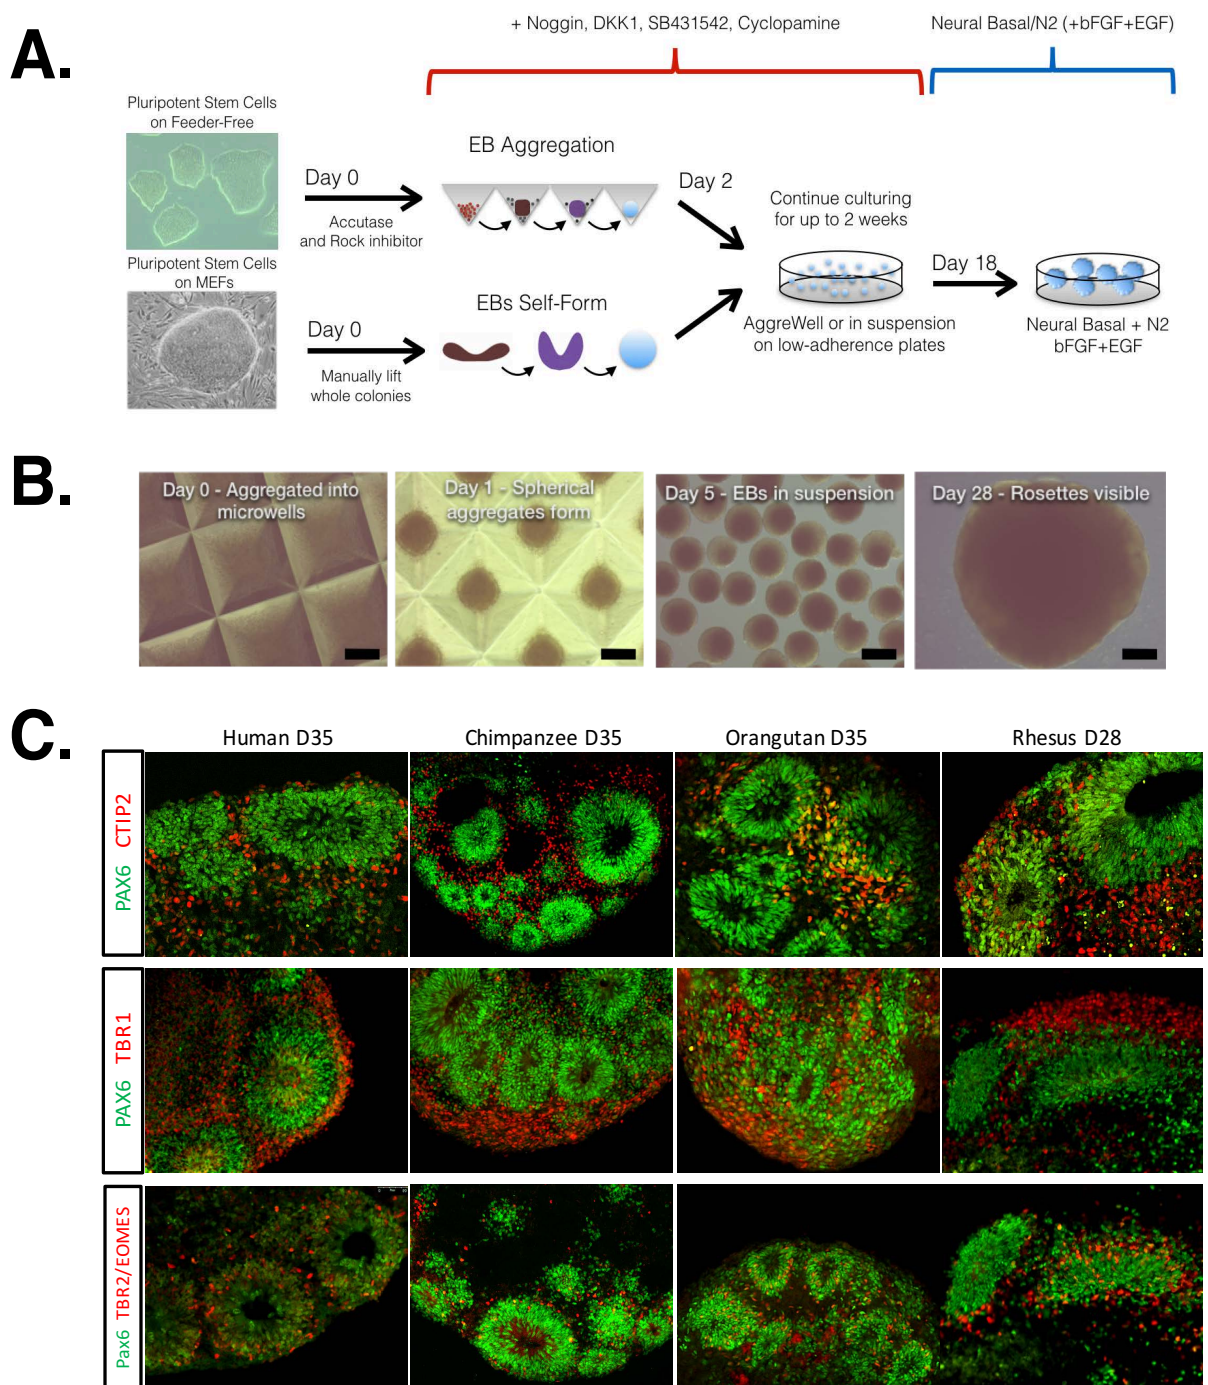 A.
+ Noggin, DKK1, SB431542, Cyclopamine
Neural Basal/N2 (+bFGF+EGF)
Pluripotent Stem Cells
on Feeder-Free
Day 0
Accutase
and Rock inhibitor
EB Aggregation
Day 2
Continue culturing
for up to 2 weeks
Pluripotent Stem Cells
on MEFs
Day 0
Manually lift
whole colonies
EBs Self-Form
AggreWell or in suspension
on low-adherence plates
Day 18
Neural Basal + N2
bFGF+EGF
B.
Day 0 - Aggregated into
microwells
Day 1 - Spherical
aggregates form
Day 5 - EBs in suspension
Day 28 - Rosettes visible
C.
Human D35
Chimpanzee D35
Orangutan D35
Rhesus D28
PAX6 CTIP2
PAX6 TBR1
Pax6 TBR2/EOMES